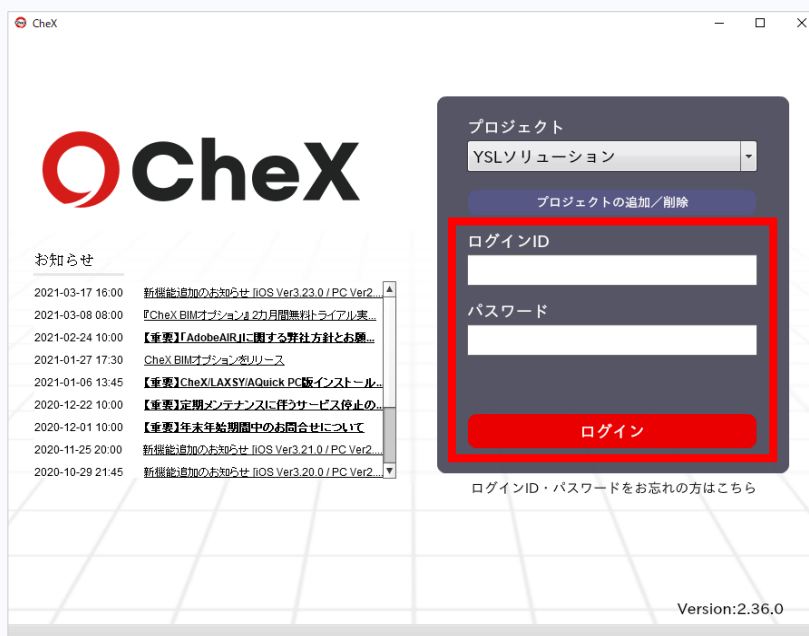 CheX
CheX
お知らせ
2021-03-17 16:00 新機能追加のお知らせ [iOS Ver3.23.0 / PC Ver2....
2021-03-08 08:00 『CheX BIMオプション』 2カ月間無料トライアル実...
2021-02-24 10:00 【重要】「AdobeAIR」に関する弊社方針とお願...
2021-01-27 17:30 CheX BIMオプションをリリース
2021-01-06 13:45 【重要】CheX/LAXSY/AQuick PC版インストール...
2020-12-22 10:00 【重要】定期メンテナンスに伴うサービス停止の...
2020-12-01 10:00 【重要】年末年始期間中のお問合せについて
2020-11-25 20:00 新機能追加のお知らせ [iOS Ver3.21.0 / PC Ver2....
2020-10-29 21:45 新機能追加のお知らせ [iOS Ver3.20.0 / PC Ver2....
プロジェクト
YSLソリューション
プロジェクトの追加／削除
ログインID
パスワード
ログイン
ログインID・パスワードをお忘れの方はこちら
Version:2.36.0